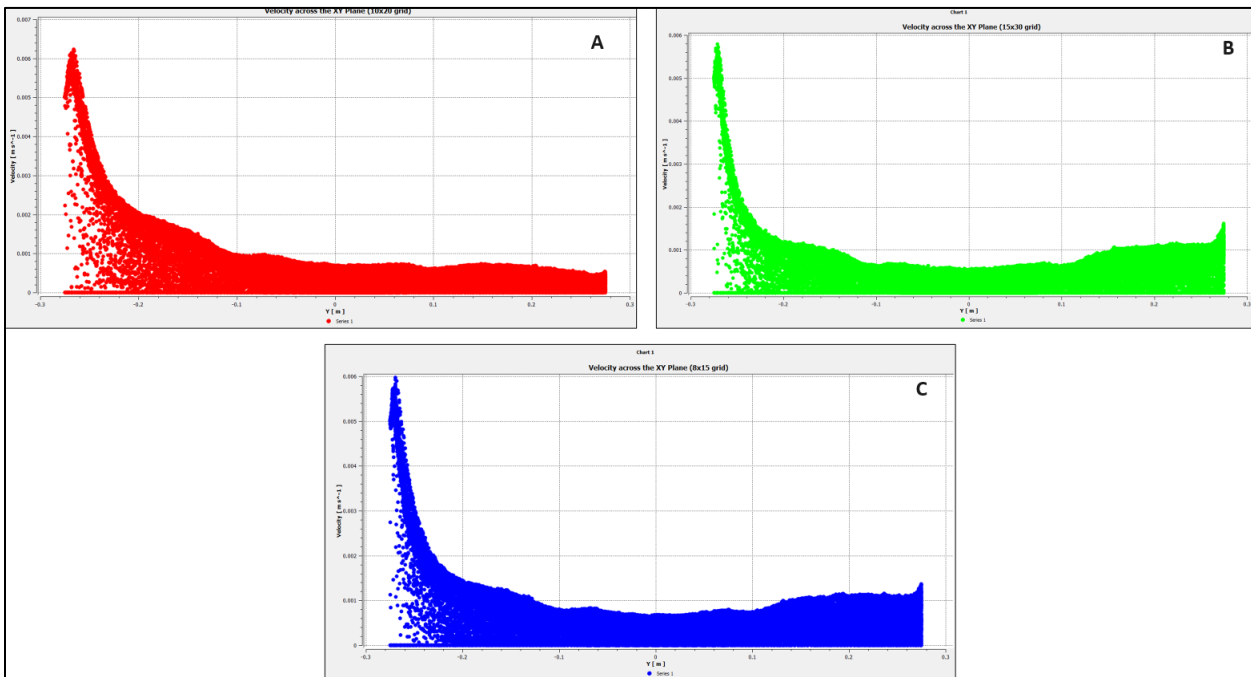 Velocity across the XY Plane (10x20 grid)
A
0.007
0.006
0.005
0.004
0.003
0.002
0.001
0
Velocity [ m s^-1 ]
-0.3
-0.2
-0.1
0
0.1
0.2
0.3
Y [ m ]
Series 1
Chart 1
Velocity across the XY Plane (15x30 grid)
B
0.006
0.005
0.004
0.003
0.002
0.001
0
Velocity [ m s^-1 ]
-0.3
-0.2
-0.1
0
0.1
0.2
0.3
Y [ m ]
Series 1
Chart 1
Velocity across the XY Plane (8x15 grid)
C
0.006
0.005
0.004
0.003
0.002
0.001
0
Velocity [ m s^-1 ]
-0.3
-0.2
-0.1
0
0.1
0.2
0.3
Y [ m ]
Series 1